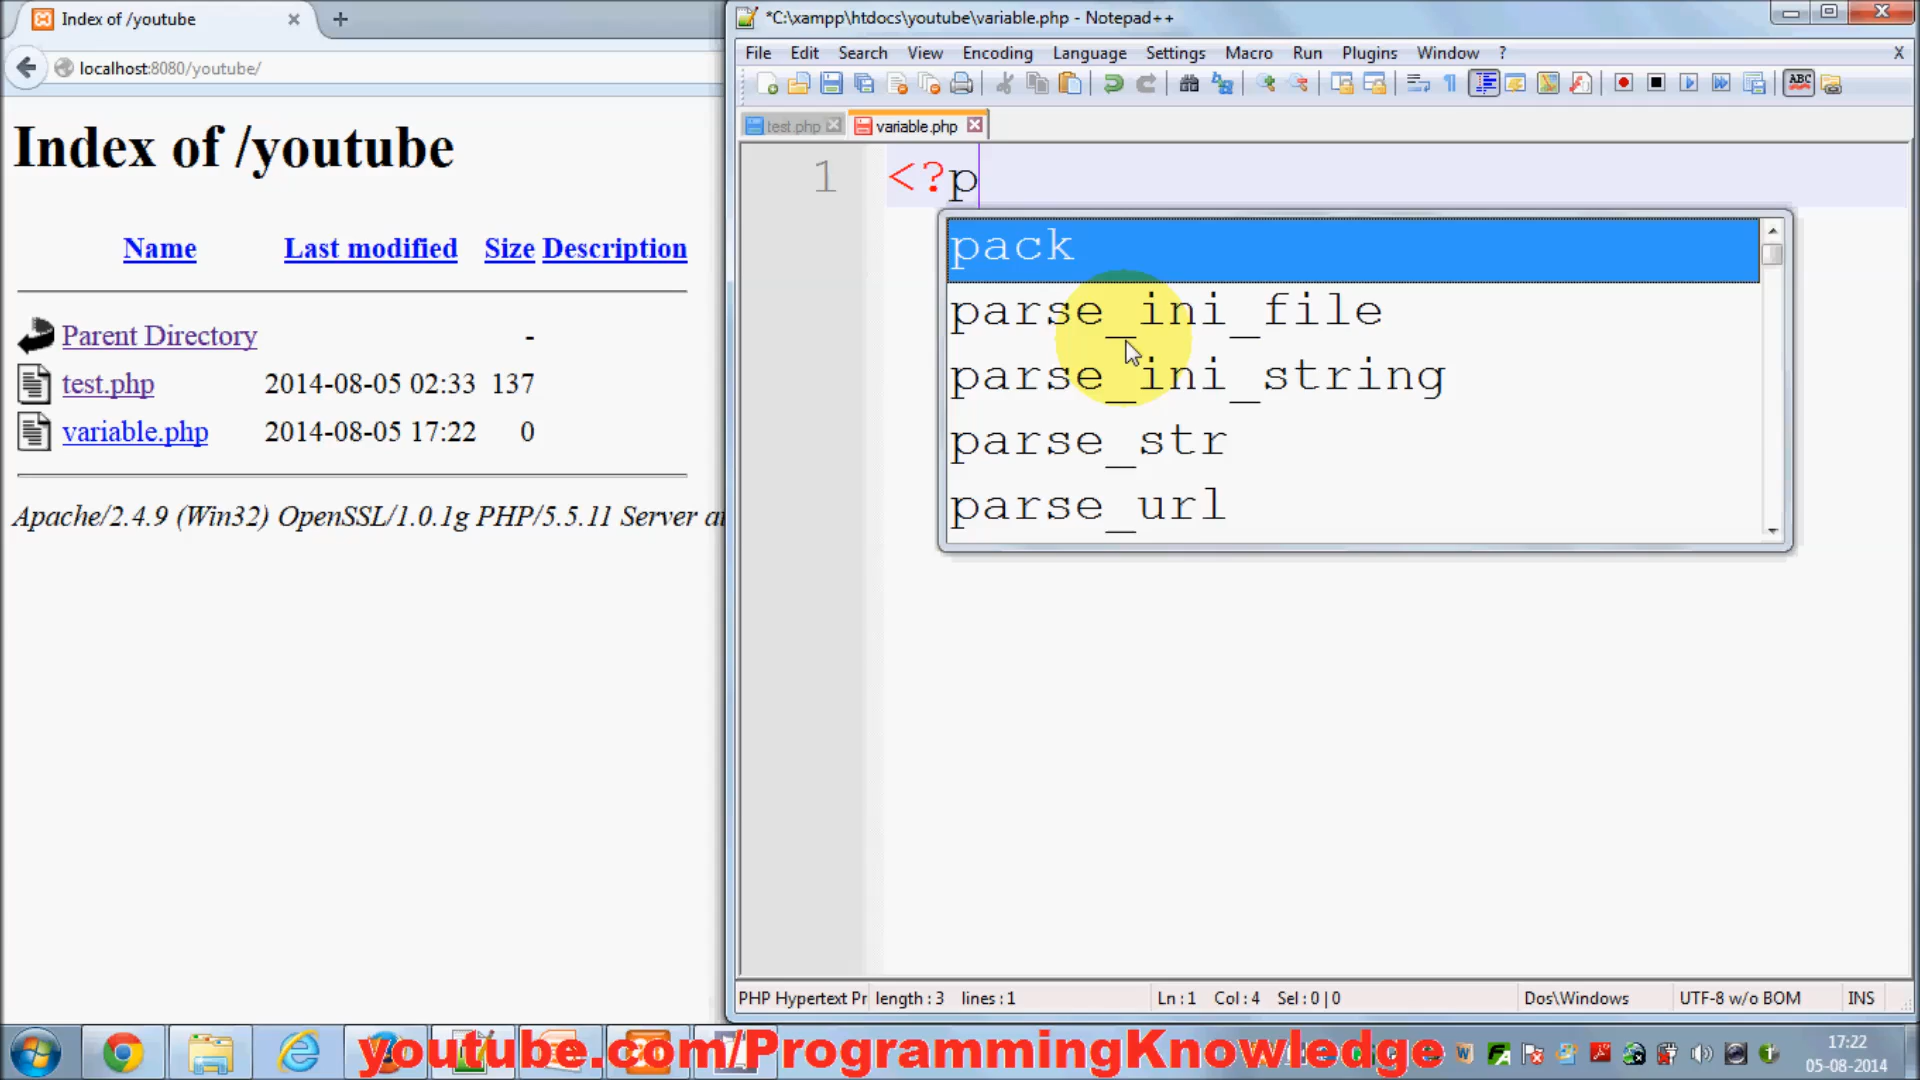 Index of /youtube
localhost:8080/youtube/
Index of /youtube
Name Last modified Size Description
Parent Directory -
test.php 2014-08-05 02:33 137
variable.php 2014-08-05 17:22 0
Apache/2.4.9 (Win32) OpenSSL/1.0.1g PHP/5.5.11 Server
*C:\xampp\htdocs\youtube\variable.php - Notepad++
File Edit Search View Encoding Language Settings Macro Run Plugins Window ? X
ABC
test.php variable.php
1 <?p
pack
parse_ini_file
parse_ini_string
parse_str
parse_url
PHP Hypertext Pr length : 3 lines : 1 Ln : 1 Col : 4 Sel : 0 | 0 Dos\Windows UTF-8 w/o BOM INS
youtube.com/ProgrammingKnowledge
17:22
05-08-2014